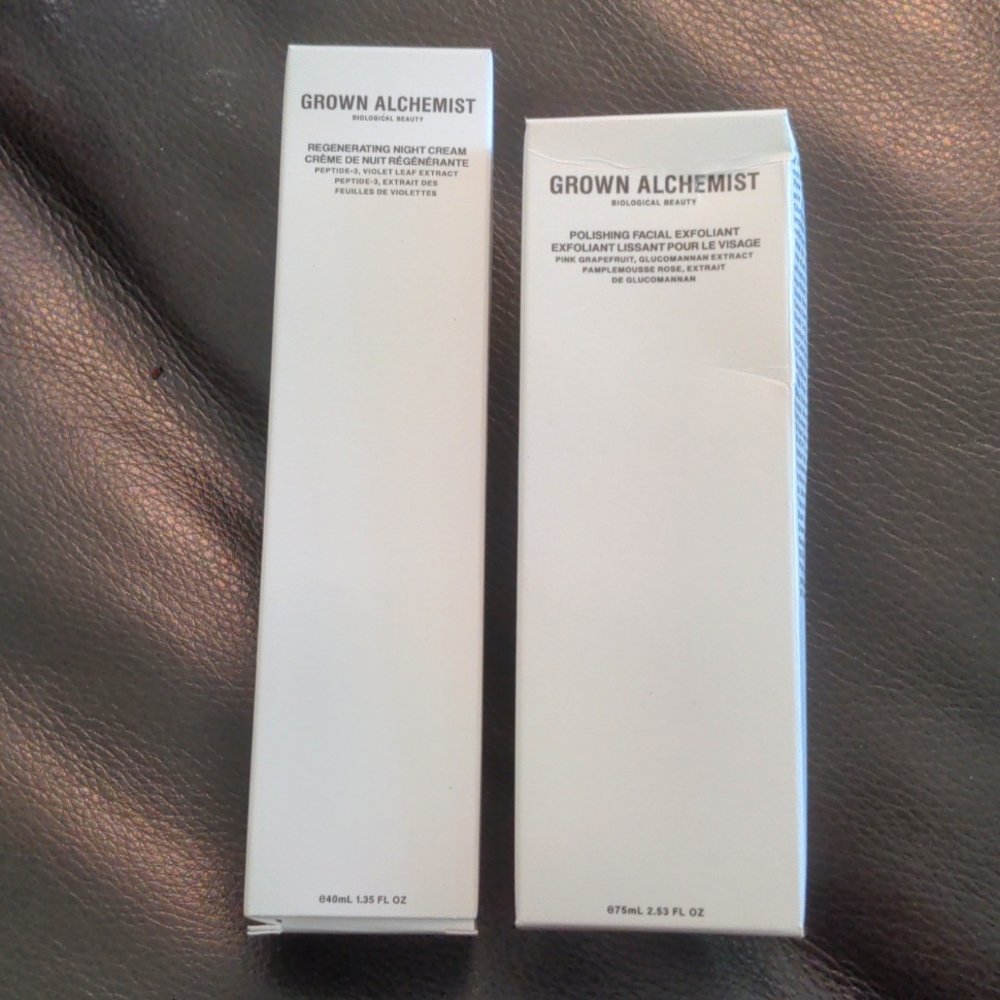 GROWN ALCHEMIST
BIOLOGICAL BEAUTY
REGENERATING NIGHT CREAM
CRÈME DE NUIT RÉGÉNÉRANTE
PEPTIDE-3, VIOLET LEAF EXTRACT
PEPTIDE-3, EXTRAIT DES
FEUILLES DE VIOLETTES
℮40mL 1.35 FL OZ
GROWN ALCHEMIST
BIOLOGICAL BEAUTY
POLISHING FACIAL EXFOLIANT
EXFOLIANT LISSANT POUR LE VISAGE
PINK GRAPEFRUIT, GLUCOMANNAN EXTRACT
PAMPLEMOUSSE ROSE, EXTRAIT
DE GLUCOMANNAN
℮75mL 2.53 FL OZ